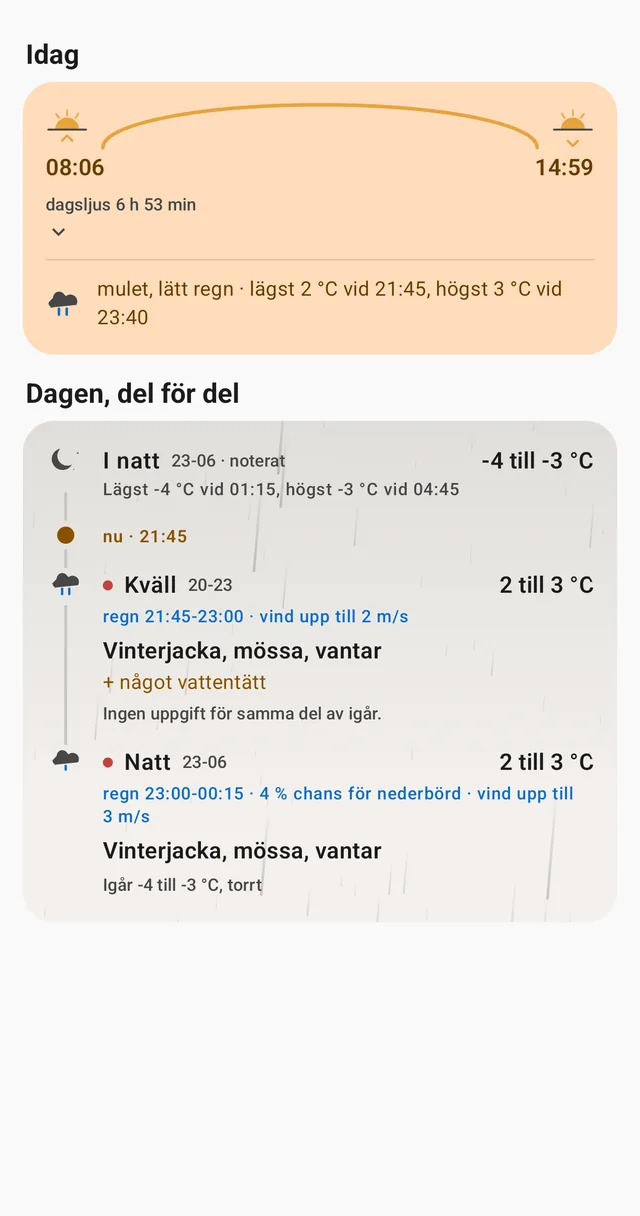 Idag
08:06
14:59
dagsljus 6 h 53 min
mulet, lätt regn · lägst 2 °C vid 21:45, högst 3 °C vid
23:40
Dagen, del för del
I natt 23-06 · noterat -4 till -3 °C
Lägst -4 °C vid 01:15, högst -3 °C vid 04:45
nu · 21:45
Kväll 20-23 2 till 3 °C
regn 21:45-23:00 · vind upp till 2 m/s
Vinterjacka, mössa, vantar
+ något vattentätt
Ingen uppgift för samma del av igår.
Natt 23-06 2 till 3 °C
regn 23:00-00:15 · 4 % chans för nederbörd · vind upp till
3 m/s
Vinterjacka, mössa, vantar
Igår -4 till -3 °C, torrt